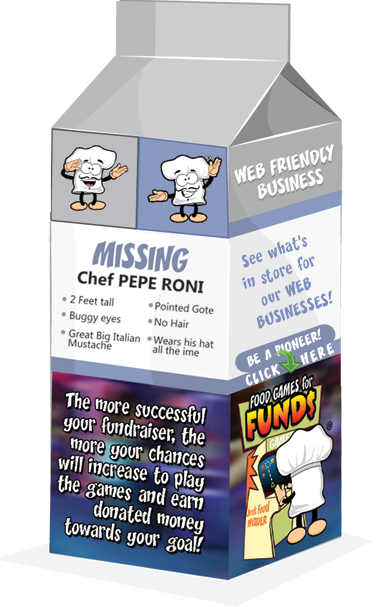 MISSING
Chef PEPE RONI
• 2 Feet tall
• Buggy eyes
• Great Big Italian
Mustache
• Pointed Gote
• No Hair
• Wears his hat
all the ime
The more successful
your fundraiser, the
more your chances
will increase to play
the games and earn
donated money
towards your goal!
WEB FRIENDLY
BUSINESS
See what's
in store for
our WEB
BUSINESSES!
BE A PIONEER!
CLICK HERE
FOOD GAMES for
FUNDS
®